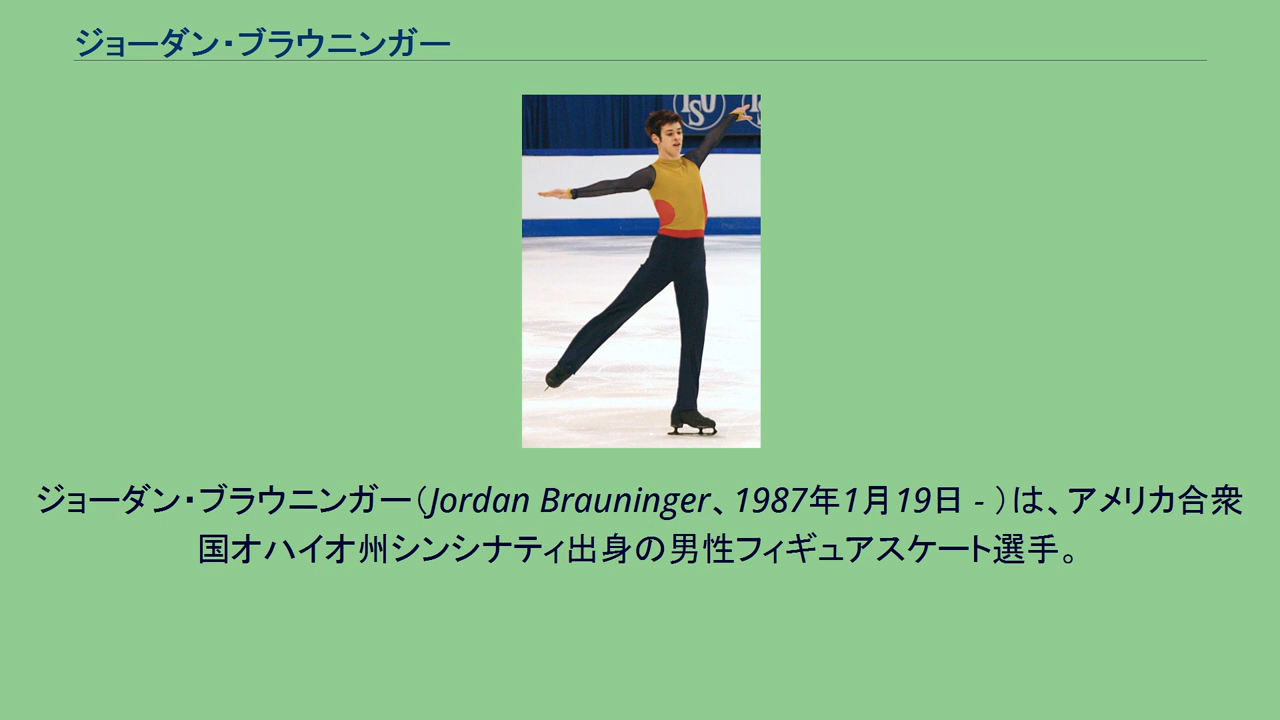 ジョーダン・ブラウニンガー
ISU
ジョーダン・ブラウニンガー（Jordan Brauninger、1987年1月19日 - ）は、アメリカ合衆
国オハイオ州シンシナティ出身の男性フィギュアスケート選手。